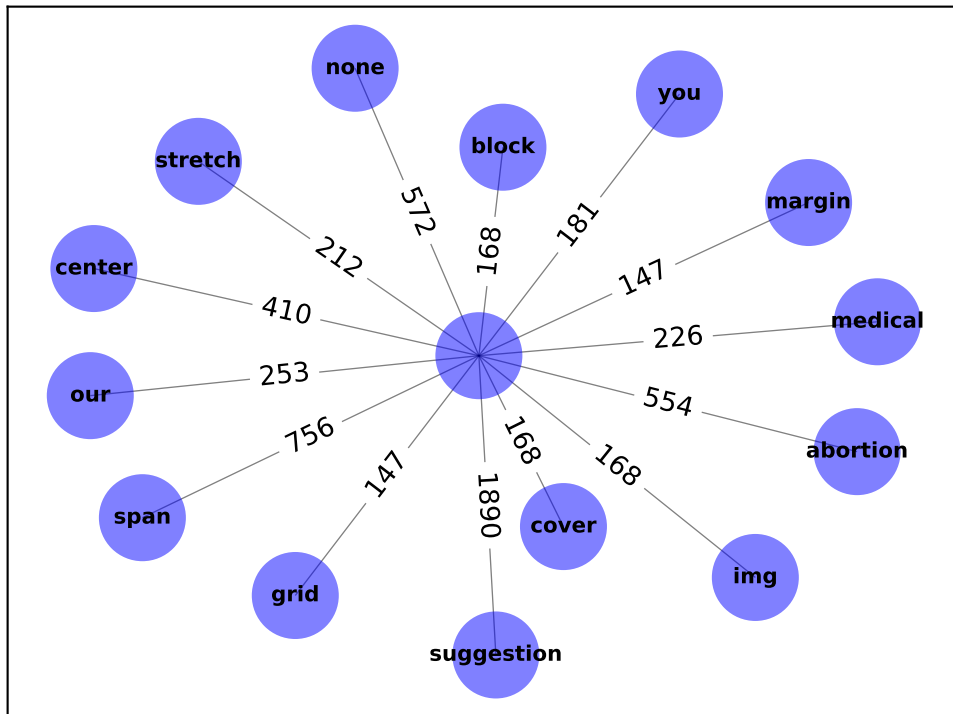 none
you
block
stretch
margin
572
181
168
212
147
center
410
medical
226
our
253
554
abortion
756
168
147
168
span
1890
cover
img
grid
suggestion